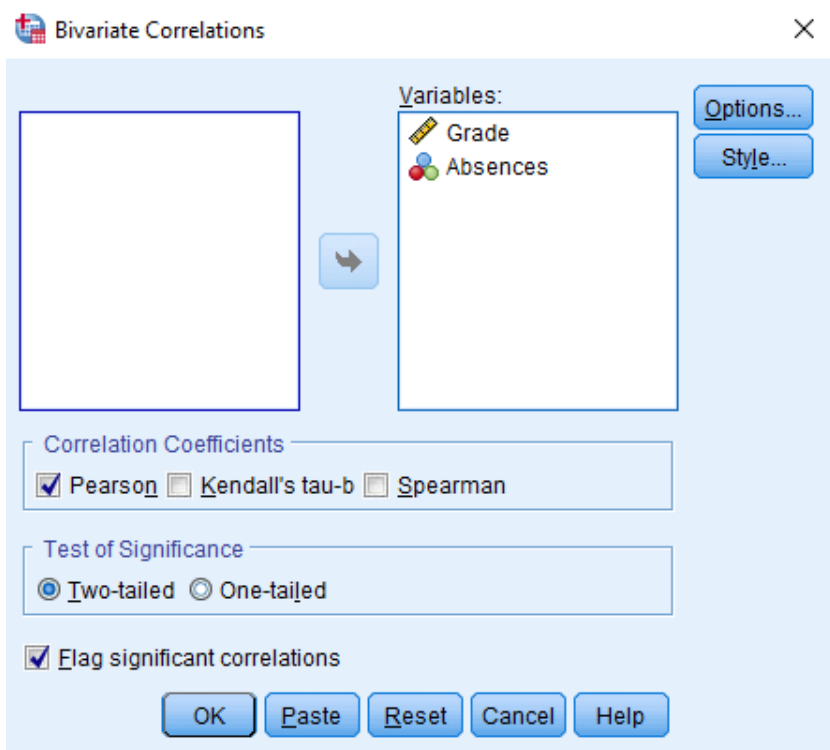 Bivariate Correlations
Variables:
Grade
Absences
Options...
Style...
Correlation Coefficients
Pearson Kendall's tau-b Spearman
Test of Significance
Two-tailed One-tailed
Flag significant correlations
OK Paste Reset Cancel Help